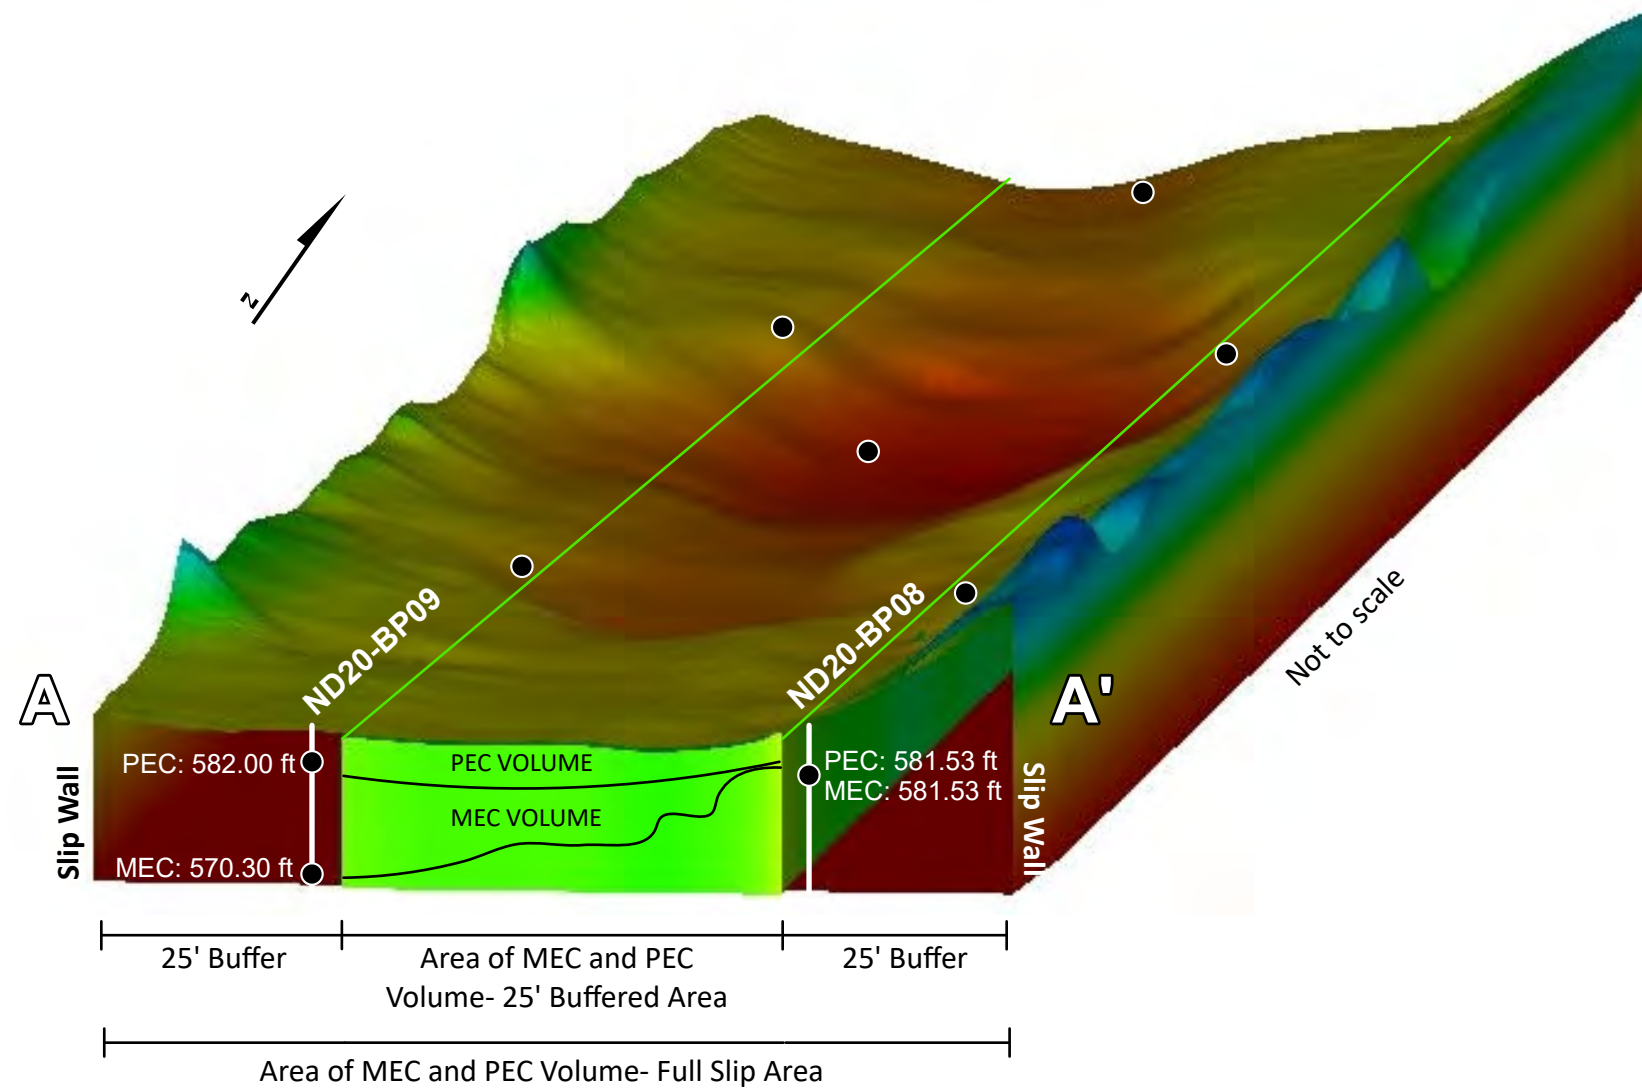 N
ND20-BP09
ND20-BP08
Not to scale
A
A'
Slip Wall
PEC: 582.00 ft
MEC: 570.30 ft
PEC VOLUME
MEC VOLUME
PEC: 581.53 ft
MEC: 581.53 ft
Slip Wall
25' Buffer
Area of MEC and PEC
Volume- 25' Buffered Area
25' Buffer
Area of MEC and PEC Volume- Full Slip Area